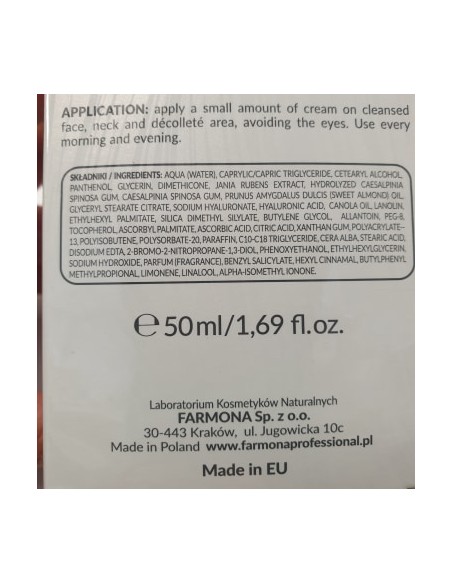 APPLICATION: apply a small amount of cream on cleansed
face, neck and décolleté area, avoiding the eyes. Use every
morning and evening.
SKŁADNIKI / INGREDIENTS: AQUA (WATER), CAPRYLIC/CAPRIC TRIGLYCERIDE, CETEARYL ALCOHOL,
PANTHENOL, GLYCERIN, DIMETHICONE, JANIA RUBENS EXTRACT, HYDROLYZED CAESALPINIA
SPINOSA GUM, CAESALPINIA SPINOSA GUM, PRUNUS AMYGDALUS DULCIS (SWEET ALMOND) OIL,
GLYCERYL STEARATE CITRATE, SODIUM HYALURONATE, HYALURONIC ACID, CANOLA OIL, LANOLIN,
ETHYLHEXYL PALMITATE, SILICA DIMETHYL SILYLATE, BUTYLENE GLYCOL, ALLANTOIN, PEG-8,
TOCOPHEROL, ASCORBYL PALMITATE, ASCORBIC ACID, CITRIC ACID, XANTHAN GUM, POLYACRYLATE-
13, POLYISOBUTENE, POLYSORBATE-20, PARAFFIN, C10-C18 TRIGLYCERIDE, CERA ALBA, STEARIC ACID,
DISODIUM EDTA, 2-BROMO-2-NITROPROPANE-1,3-DIOL, PHENOXYETHANOL, ETHYLHEXYLGLYCERIN,
SODIUM HYDROXIDE, PARFUM (FRAGRANCE), BENZYL SALICYLATE, HEXYL CINNAMAL, BUTYLPHENYL
METHYLPROPIONAL, LIMONENE, LINALOOL, ALPHA-ISOMETHYL IONONE.
℮50ml/1,69 fl.oz.
Laboratorium Kosmetyków Naturalnych
FARMONA Sp. z o.o.
30-443 Kraków, ul. Jugowicka 10c
Made in Poland www.farmonaprofessional.pl
Made in EU